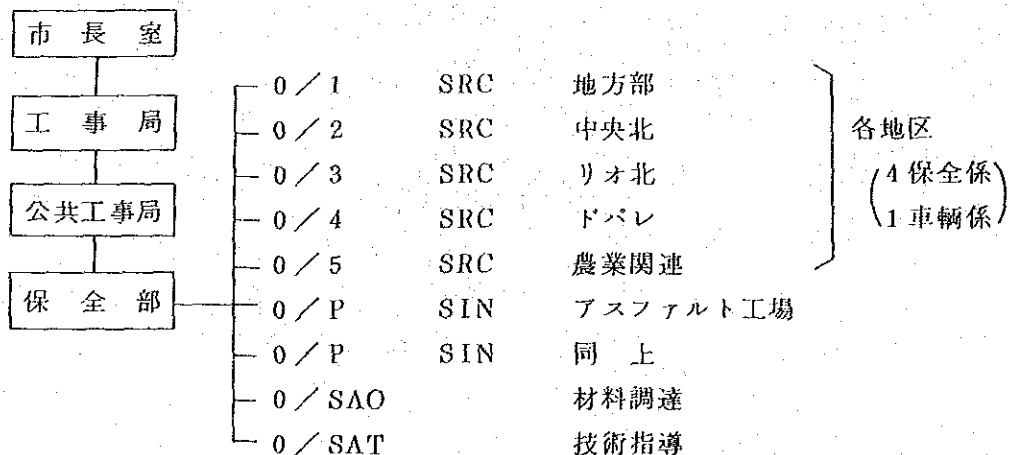 市長室
工事局
公共工事局
保全部
0／1 SRC 地方部
0／2 SRC 中央北
0／3 SRC リオ北
0／4 SRC ドパレ
0／5 SRC 農業関連
0／P SIN アスファルト工場
0／P SIN 同上
0／SAO 材料調達
0／SAT 技術指導
各地区
(4保全係
1車輌係)